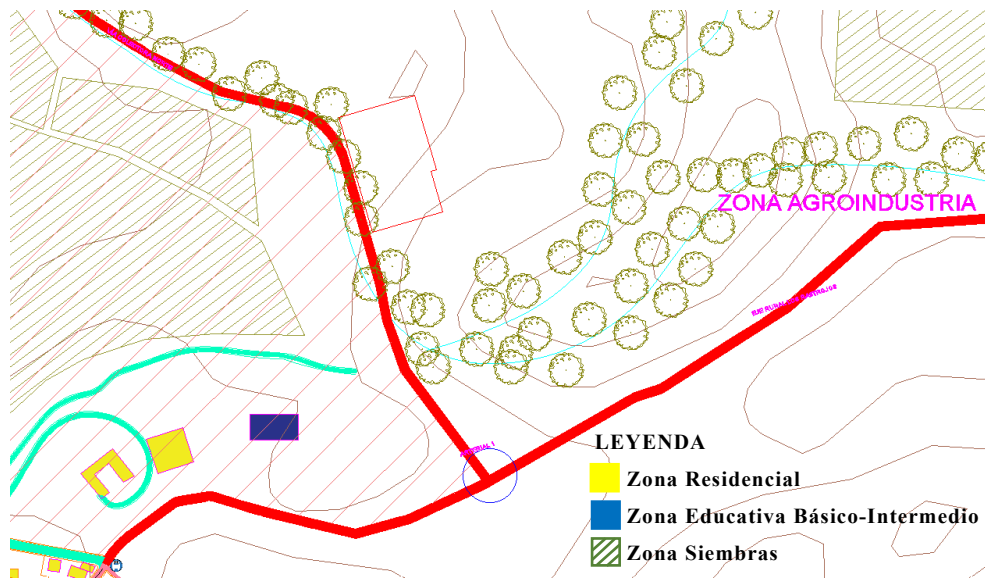 ZONA AGROINDUSTRIA
LEYENDA
Zona Residencial
Zona Educativa Básico-Intermedio
Zona Siembras